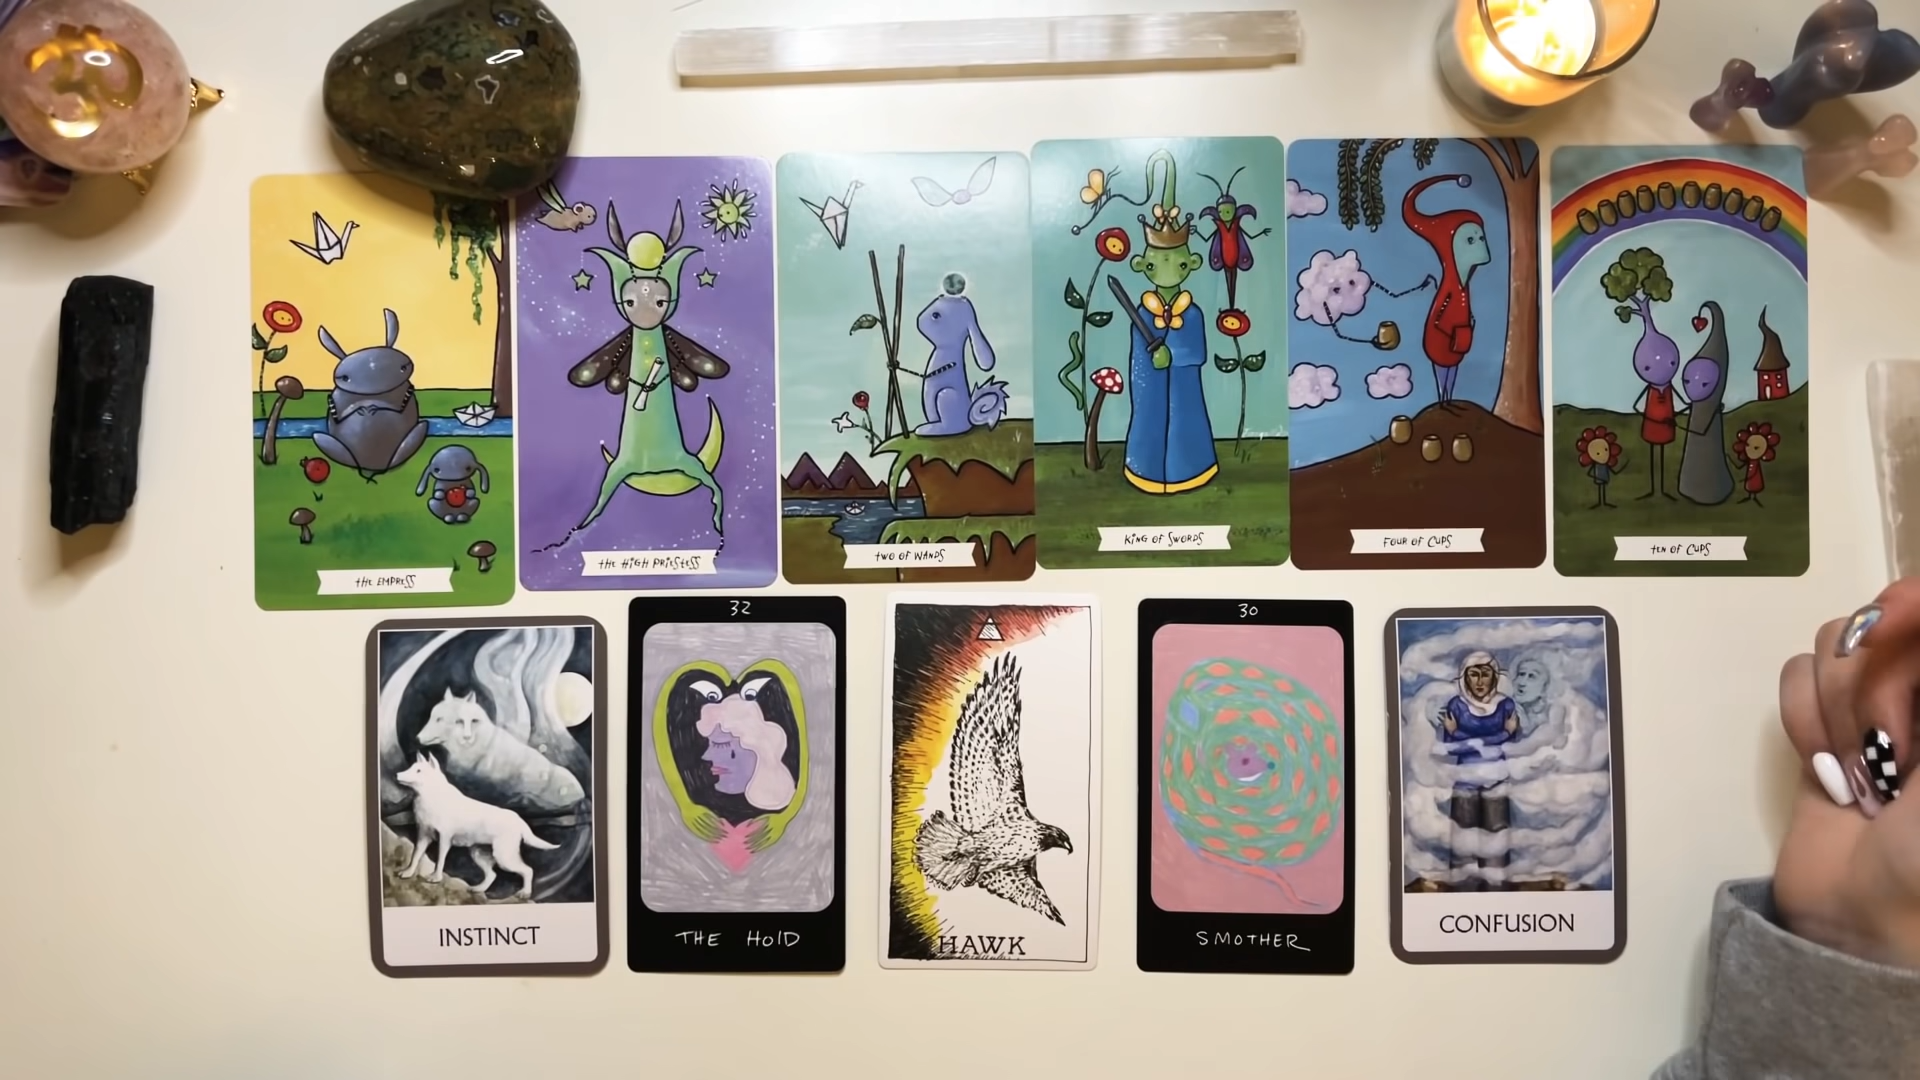 THE EMPRESS
THE HIGH PRIESTESS
TWO OF WANDS
KING OF SWORDS
FOUR OF CUPS
TEN OF CUPS
INSTINCT
32
THE HOlD
HAWK
30
SMOTHER
CONFUSION